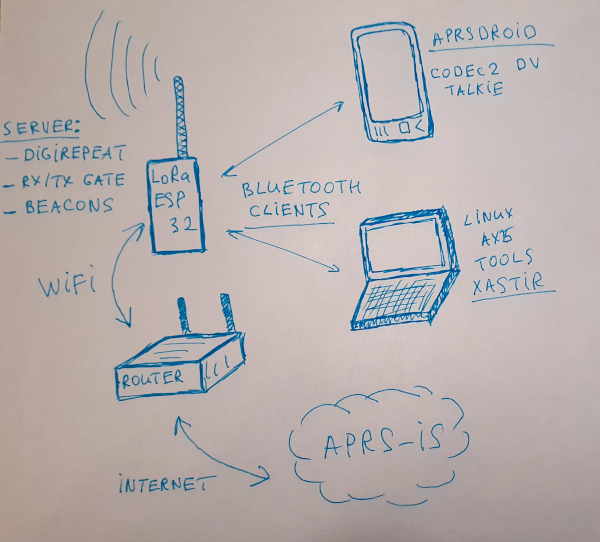 APRSDROID
CODEC2 DV
TALKIE
SERVER:
- DIGIREPEAT
- RX/TX GATE
- BEACONS
LoRa
ESP
32
BLUETOOTH
CLIENTS
LINUX
AX25
TOOLS
XASTIR
WiFi
ROUTER
APRS-iS
iNTERNET